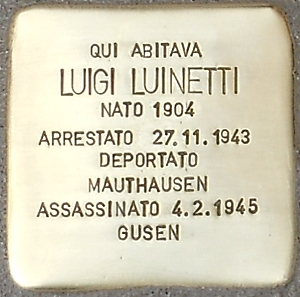 QUI ABITAVA
LUIGI LUINETTI
NATO 1904
ARRESTATO 27.11.1943
DEPORTATO
MAUTHAUSEN
ASSASSINATO 4.2.1945
GUSEN